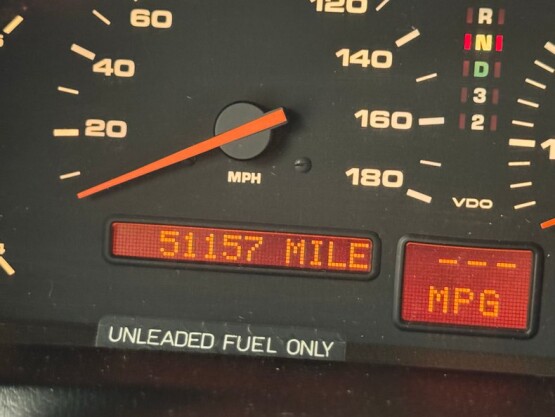 60
40
20
MPH
120
140
160
180
R
N
D
3
2
VDO
51157 MILE
---
MPG
UNLEADED FUEL ONLY